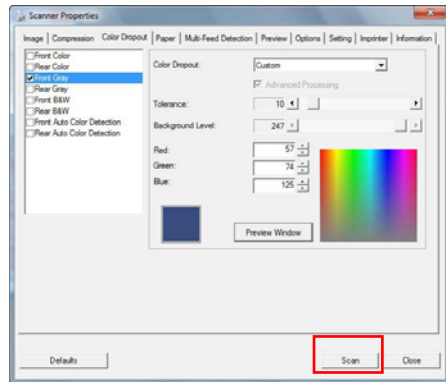 Scanner Properties
Image Compression Color Dropout Paper Multi-Feed Detection Preview Options Setting Imprinter Information
Front Color
Rear Color
Front Gray
Rear Gray
Front B&W
Rear B&W
Front Auto Color Detection
Rear Auto Color Detection
Color Dropout: Custom
Advanced Processing
Tolerance: 10
Background Level: 247
Red: 57
Green: 74
Blue: 125
Preview Window
Defaults Scan Close